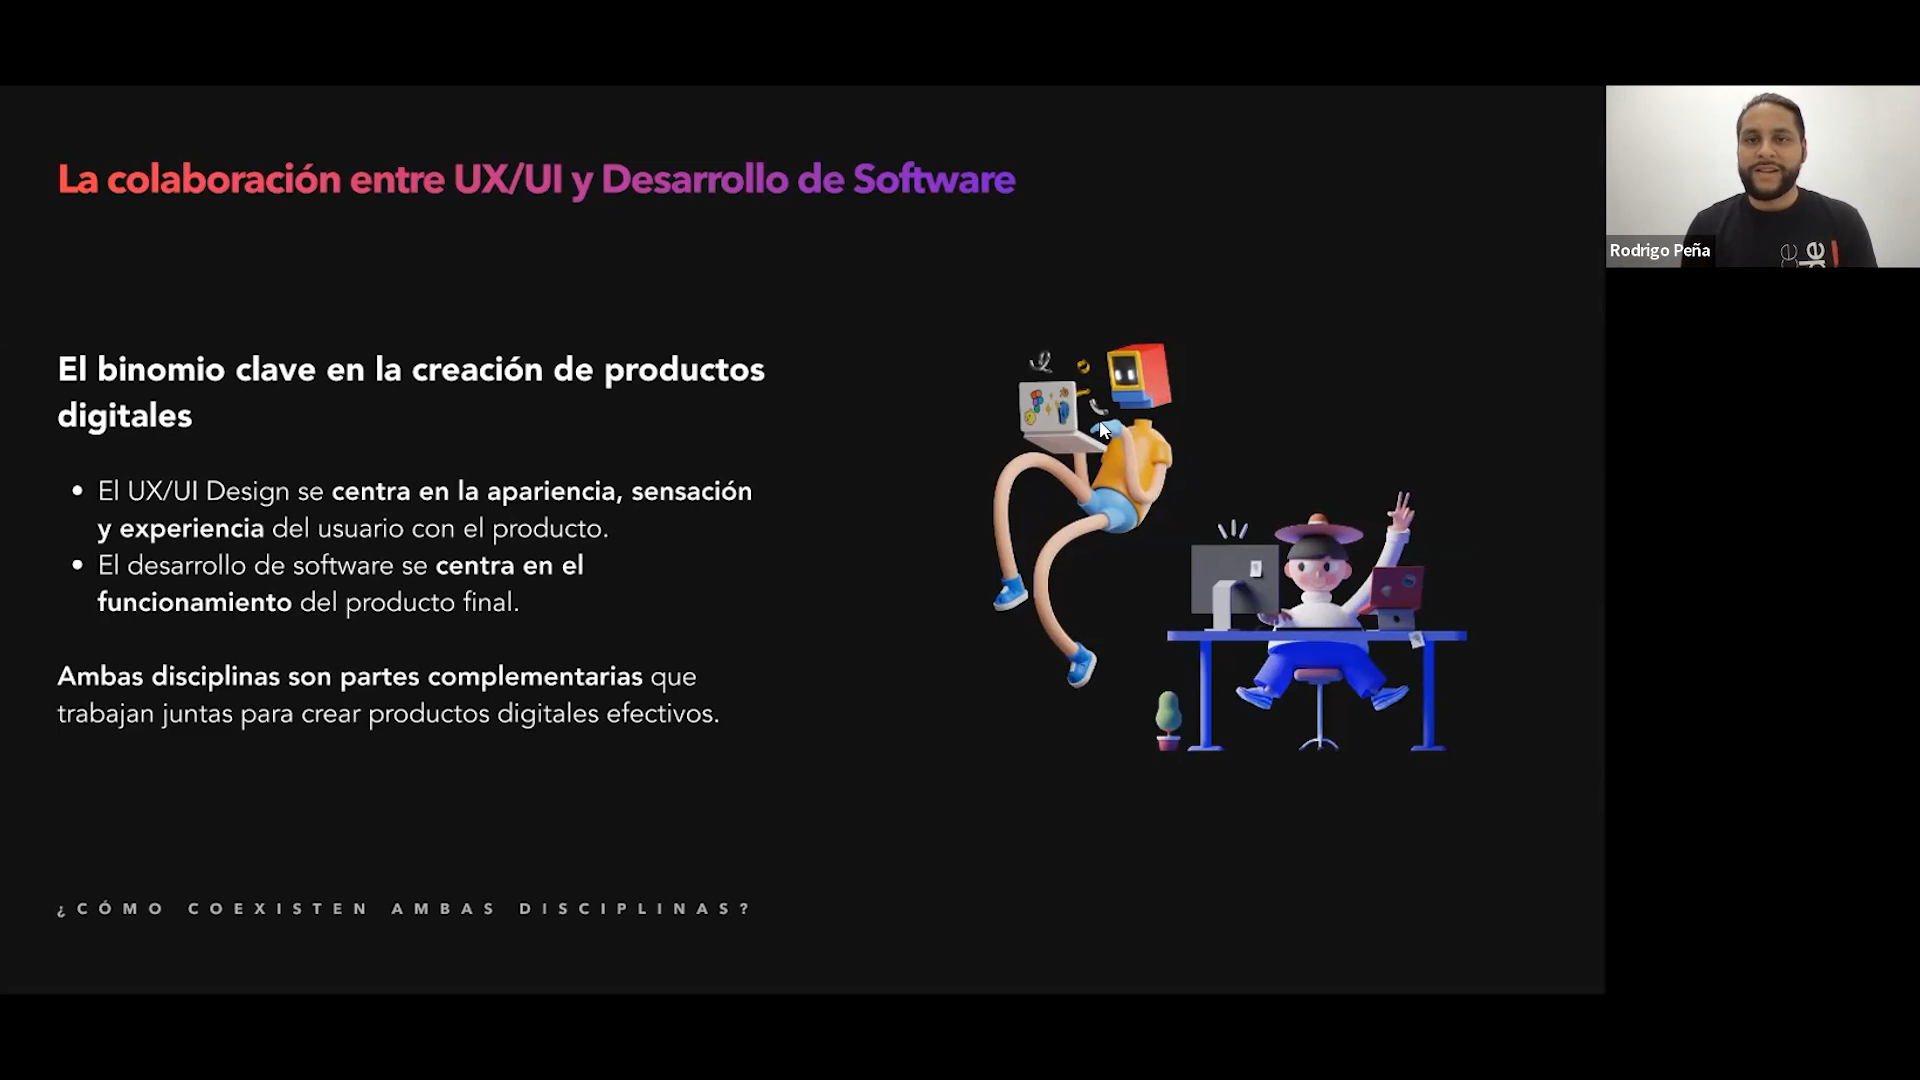 La colaboración entre UX/UI y Desarrollo de Software
Rodrigo Peña
El binomio clave en la creación de productos
digitales
• El UX/UI Design se centra en la apariencia, sensación
y experiencia del usuario con el producto.
• El desarrollo de software se centra en el
funcionamiento del producto final.
Ambas disciplinas son partes complementarias que
trabajan juntas para crear productos digitales efectivos.
¿CÓMO COEXISTEN AMBAS DISCIPLINAS?